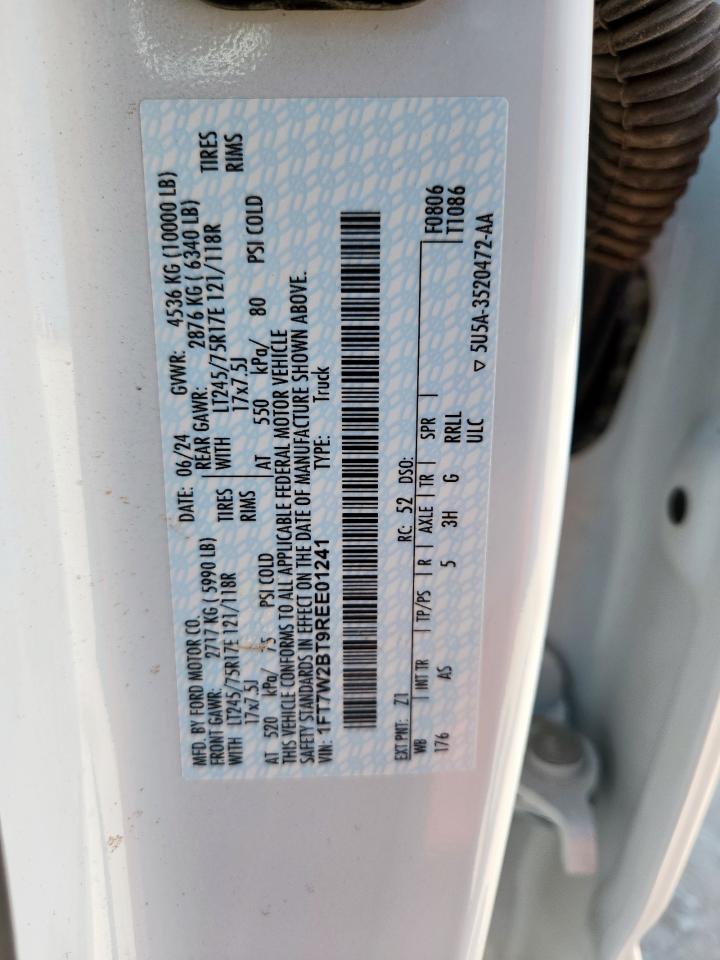 MFD. BY FORD MOTOR CO.
DATE: 06/24 GVWR: 4536 KG (10000 LB)
FRONT GAWR: 2717 KG ( 5990 LB) REAR GAWR: 2876 KG ( 6340 LB)
WITH LT245/75R17E 121/118R TIRES WITH LT245/75R17E 121/118R TIRES
17x7.5J RIMS 17x7.5J RIMS
AT 520 kPa/ 75 PSI COLD AT 550 kPa/ 80 PSI COLD
THIS VEHICLE CONFORMS TO ALL APPLICABLE FEDERAL MOTOR VEHICLE
SAFETY STANDARDS IN EFFECT ON THE DATE OF MANUFACTURE SHOWN ABOVE.
VIN: 1FT7W2BT9REE01241 TYPE: Truck
F0806
EXT PNT: Z1 RC: 52 DSO: T1086
WB INT TR TP/PS R AXLE TR SPR
176 AS 5 3H G RRLL
ULC ▽ 5U5A-3520472-AA